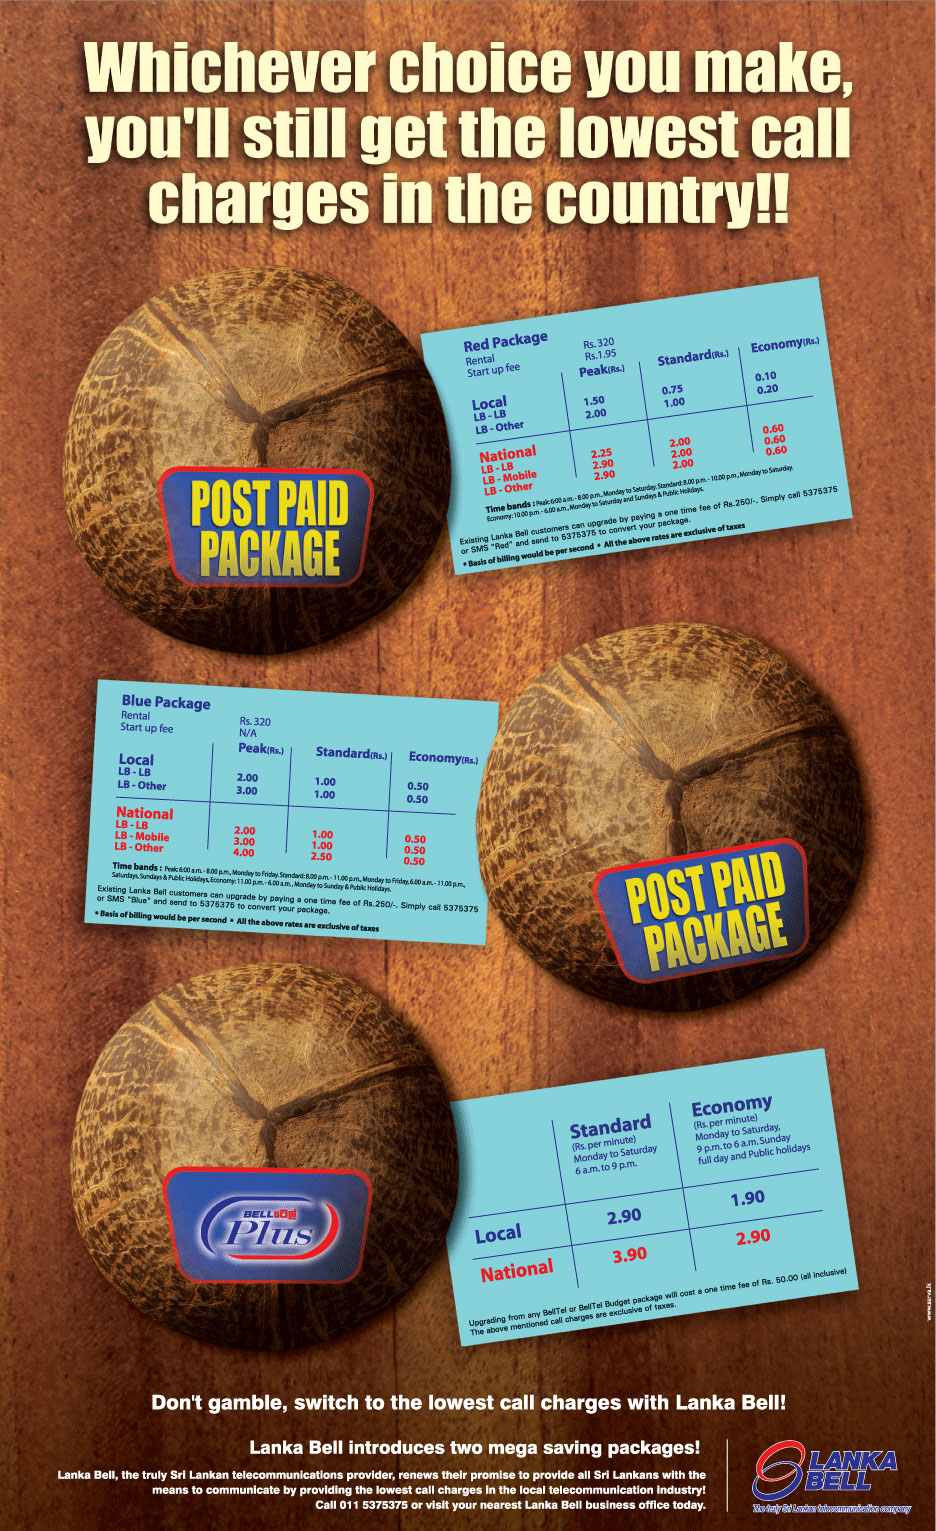 Whichever choice you make,
you'll still get the lowest call
charges in the country!!
Red Package
Rental Rs. 320
Start up fee Rs.1.95
Peak(Rs.) Standard(Rs.) Economy(Rs.)
Local
LB - LB 1.50 0.75 0.10
LB - Other 2.00 1.00 0.20
National
LB - LB 2.25 2.00 0.60
LB - Mobile 2.90 2.00 0.60
LB - Other 2.90 2.00 0.60
Time bands : Peak: 6:00 a.m. - 8.00 p.m., Monday to Saturday. Standard: 8.00 p.m. - 10.00 p.m., Monday to Saturday.
Economy: 10.00 p.m. - 6.00 a.m., Monday to Saturday and Sundays & Public Holidays.
Existing Lanka Bell customers can upgrade by paying a one time fee of Rs.250/-. Simply call 5375375
or SMS "Red" and send to 5375375 to convert your package.
* Basis of billing would be per second * All the above rates are exclusive of taxes
POST PAID
PACKAGE
Blue Package
Rental Rs. 320
Start up fee N/A
Peak(Rs.) Standard(Rs.) Economy(Rs.)
Local
LB - LB 2.00 1.00 0.50
LB - Other 3.00 1.00 0.50
National
LB - LB 2.00 1.00 0.50
LB - Mobile 3.00 1.00 0.50
LB - Other 4.00 2.50 0.50
Time bands : Peak: 6:00 a.m. - 8.00 p.m., Monday to Friday, Standard: 8.00 p.m. - 11.00 p.m., Monday to Friday, 6.00 a.m. - 11.00 p.m.,
Saturdays, Sundays & Public Holidays, Economy: 11.00 p.m. - 6.00 a.m., Monday to Sunday & Public Holidays.
Existing Lanka Bell customers can upgrade by paying a one time fee of Rs.250/-. Simply call 5375375
or SMS "Blue" and send to 5375375 to convert your package.
* Basis of billing would be per second * All the above rates are exclusive of taxes
POST PAID
PACKAGE
Standard
(Rs. per minute)
Monday to Saturday
6 a.m. to 9 p.m.
Economy
(Rs. per minute)
Monday to Saturday,
9 p.m. to 6 a.m. Sunday
full day and Public holidays
Local 2.90 1.90
National 3.90 2.90
Upgrading from any BellTel or BellTel Budget package will cost a one time fee of Rs. 50.00 (all inclusive)
The above mentioned call charges are exclusive of taxes.
BELL
Plus
www.sarva.lk
Don't gamble, switch to the lowest call charges with Lanka Bell!
Lanka Bell introduces two mega saving packages!
Lanka Bell, the truly Sri Lankan telecommunications provider, renews their promise to provide all Sri Lankans with the
means to communicate by providing the lowest call charges in the local telecommunication industry!
Call 011 5375375 or visit your nearest Lanka Bell business office today.
LANKA
BELL
The truly Sri Lankan telecommunication company